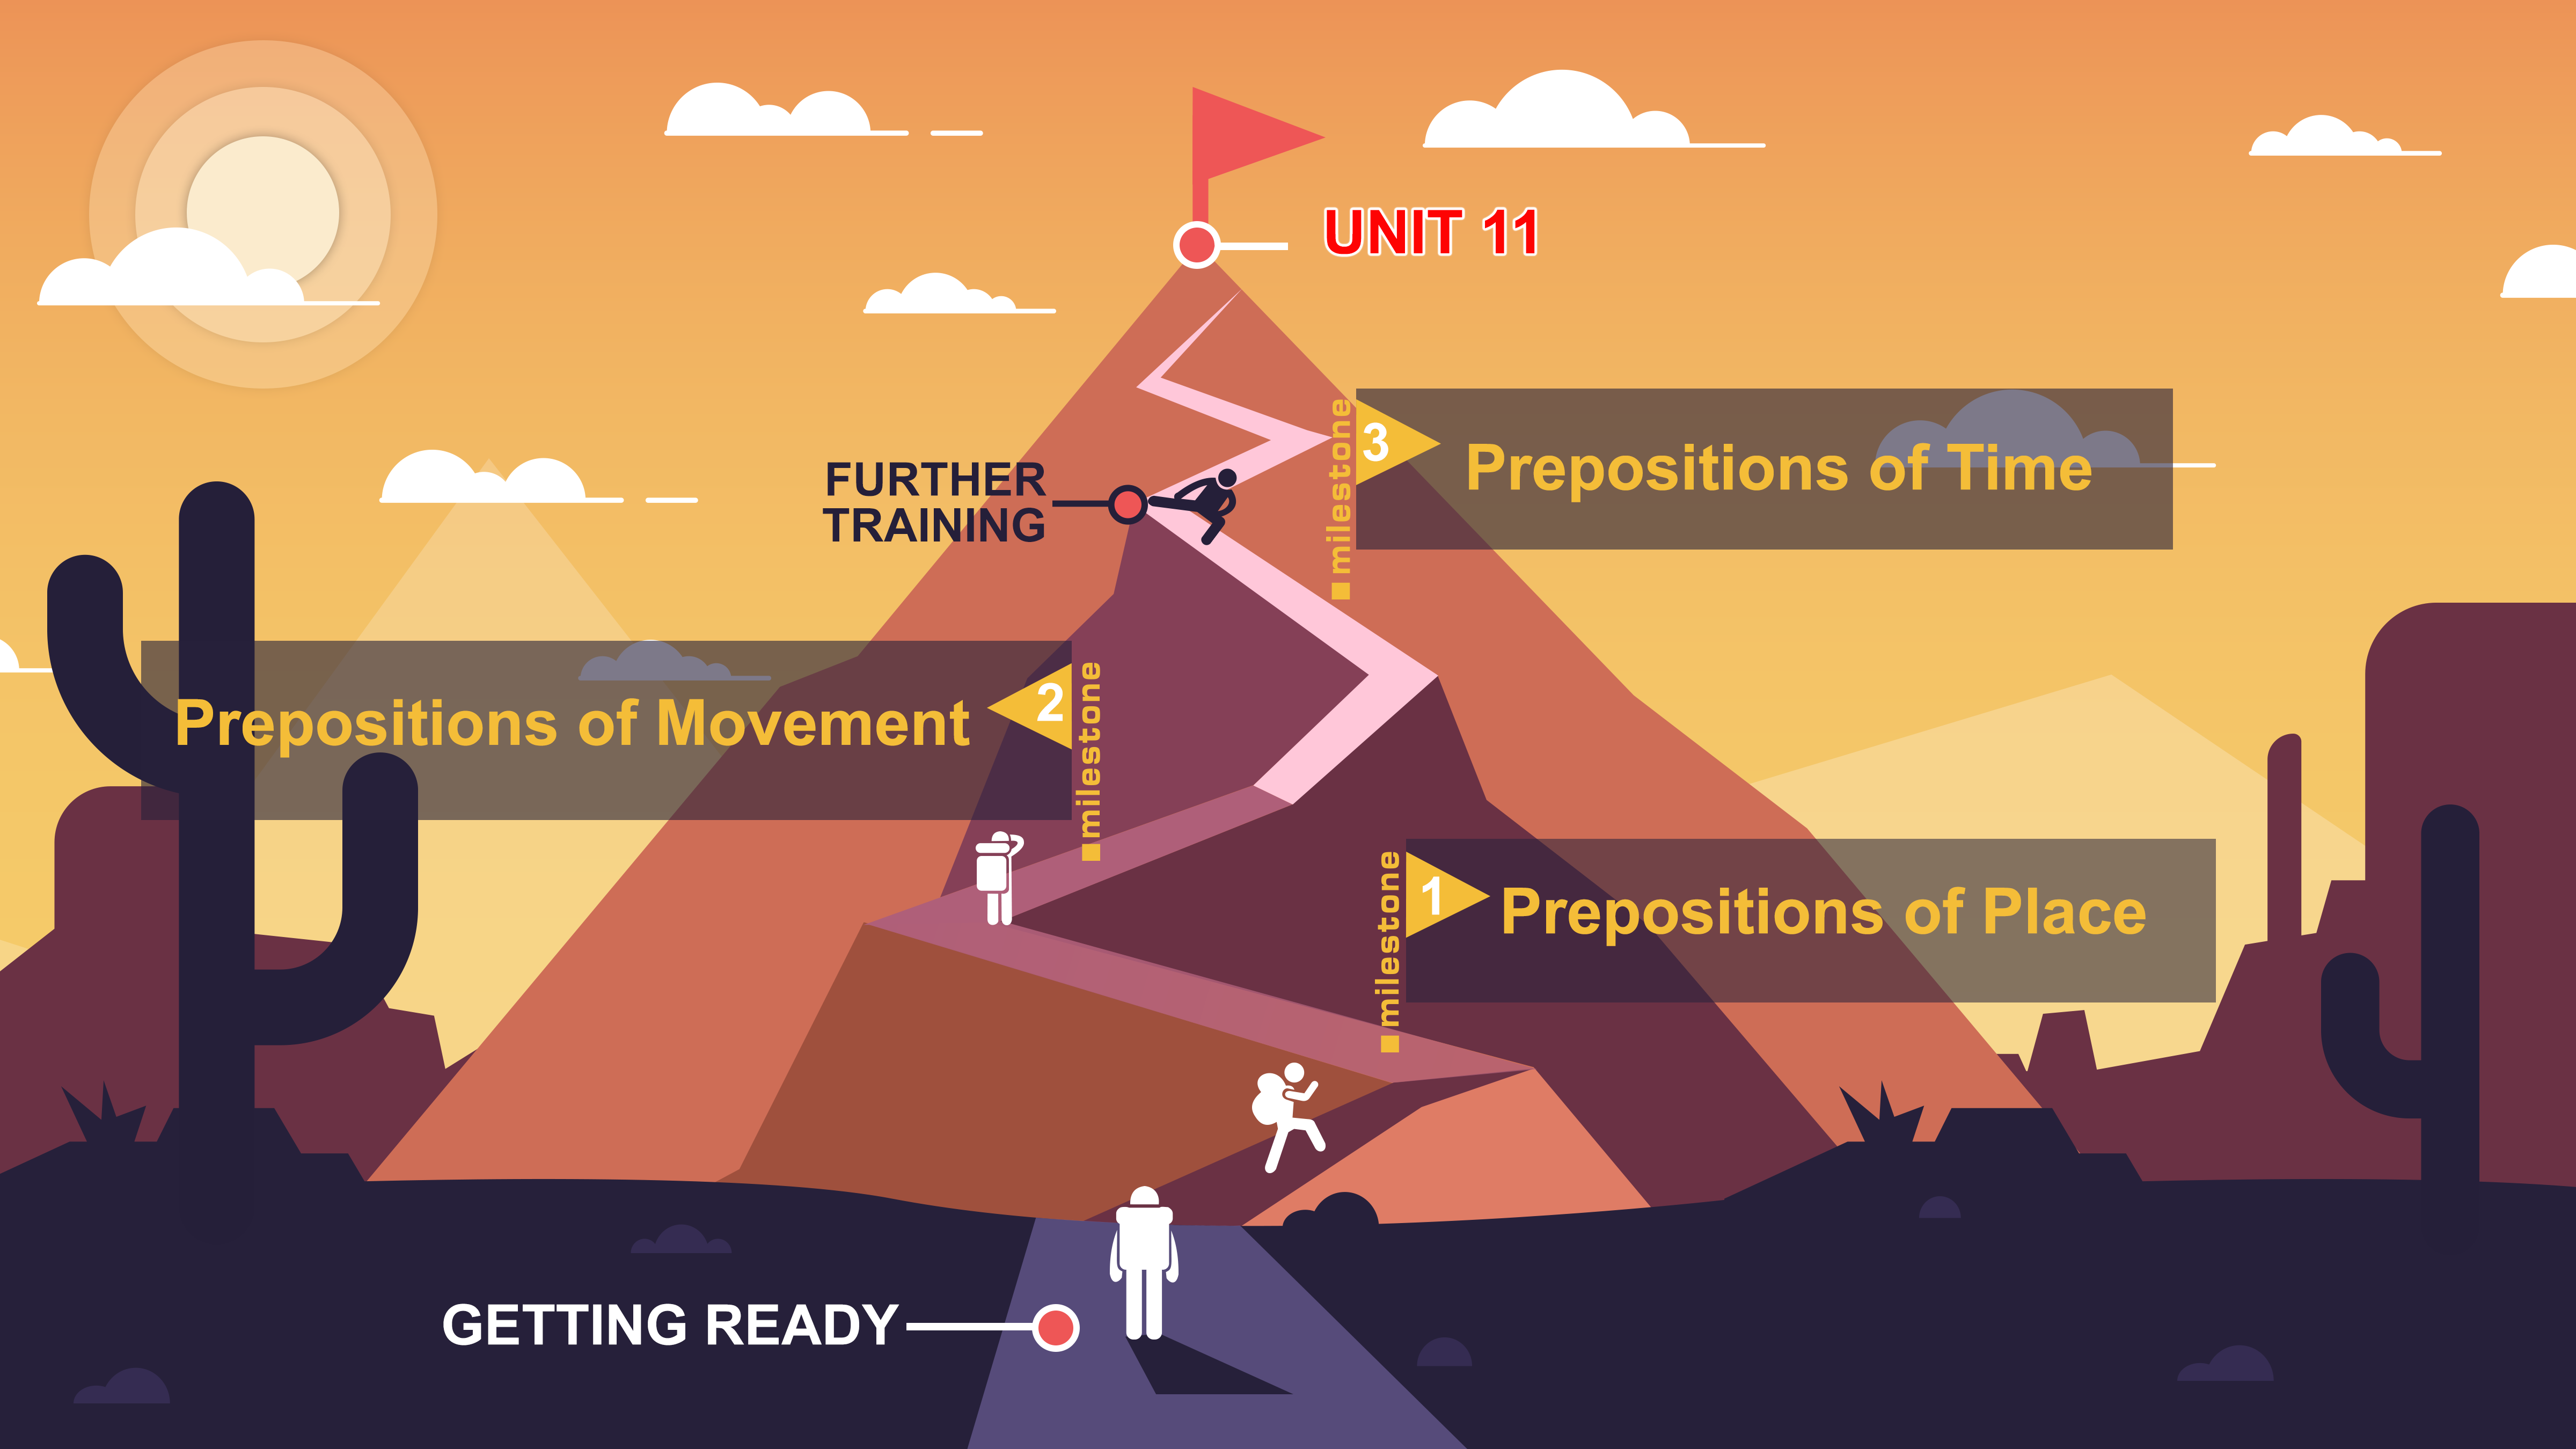 UNIT 11
milestone
3
Prepositions of Time
FURTHER
TRAINING
Prepositions of Movement
2
milestone
milestone
1
Prepositions of Place
GETTING READY